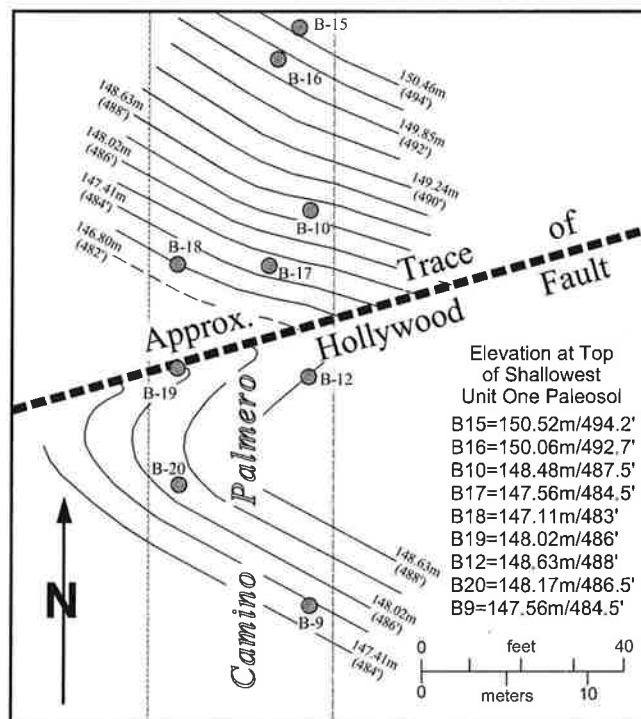 B-15
B-16
150.46m
(494')
149.85m
(492')
149.24m
(490')
148.63m
(488')
148.02m
(486')
147.41m
(484')
146.80m
(482')
B-10
B-18
B-17
Approx. Trace of
Hollywood Fault
B-19
B-12
B-20
B-9
Camino Palmero
148.63m
(488')
148.02m
(486')
147.41m
(484')
N
Elevation at Top
of Shallowest
Unit One Paleosol
B15=150.52m/494.2'
B16=150.06m/492.7'
B10=148.48m/487.5'
B17=147.56m/484.5'
B18=147.11m/483'
B19=148.02m/486'
B12=148.63m/488'
B20=148.17m/486.5'
B9=147.56m/484.5'
0 feet 40
0 meters 10